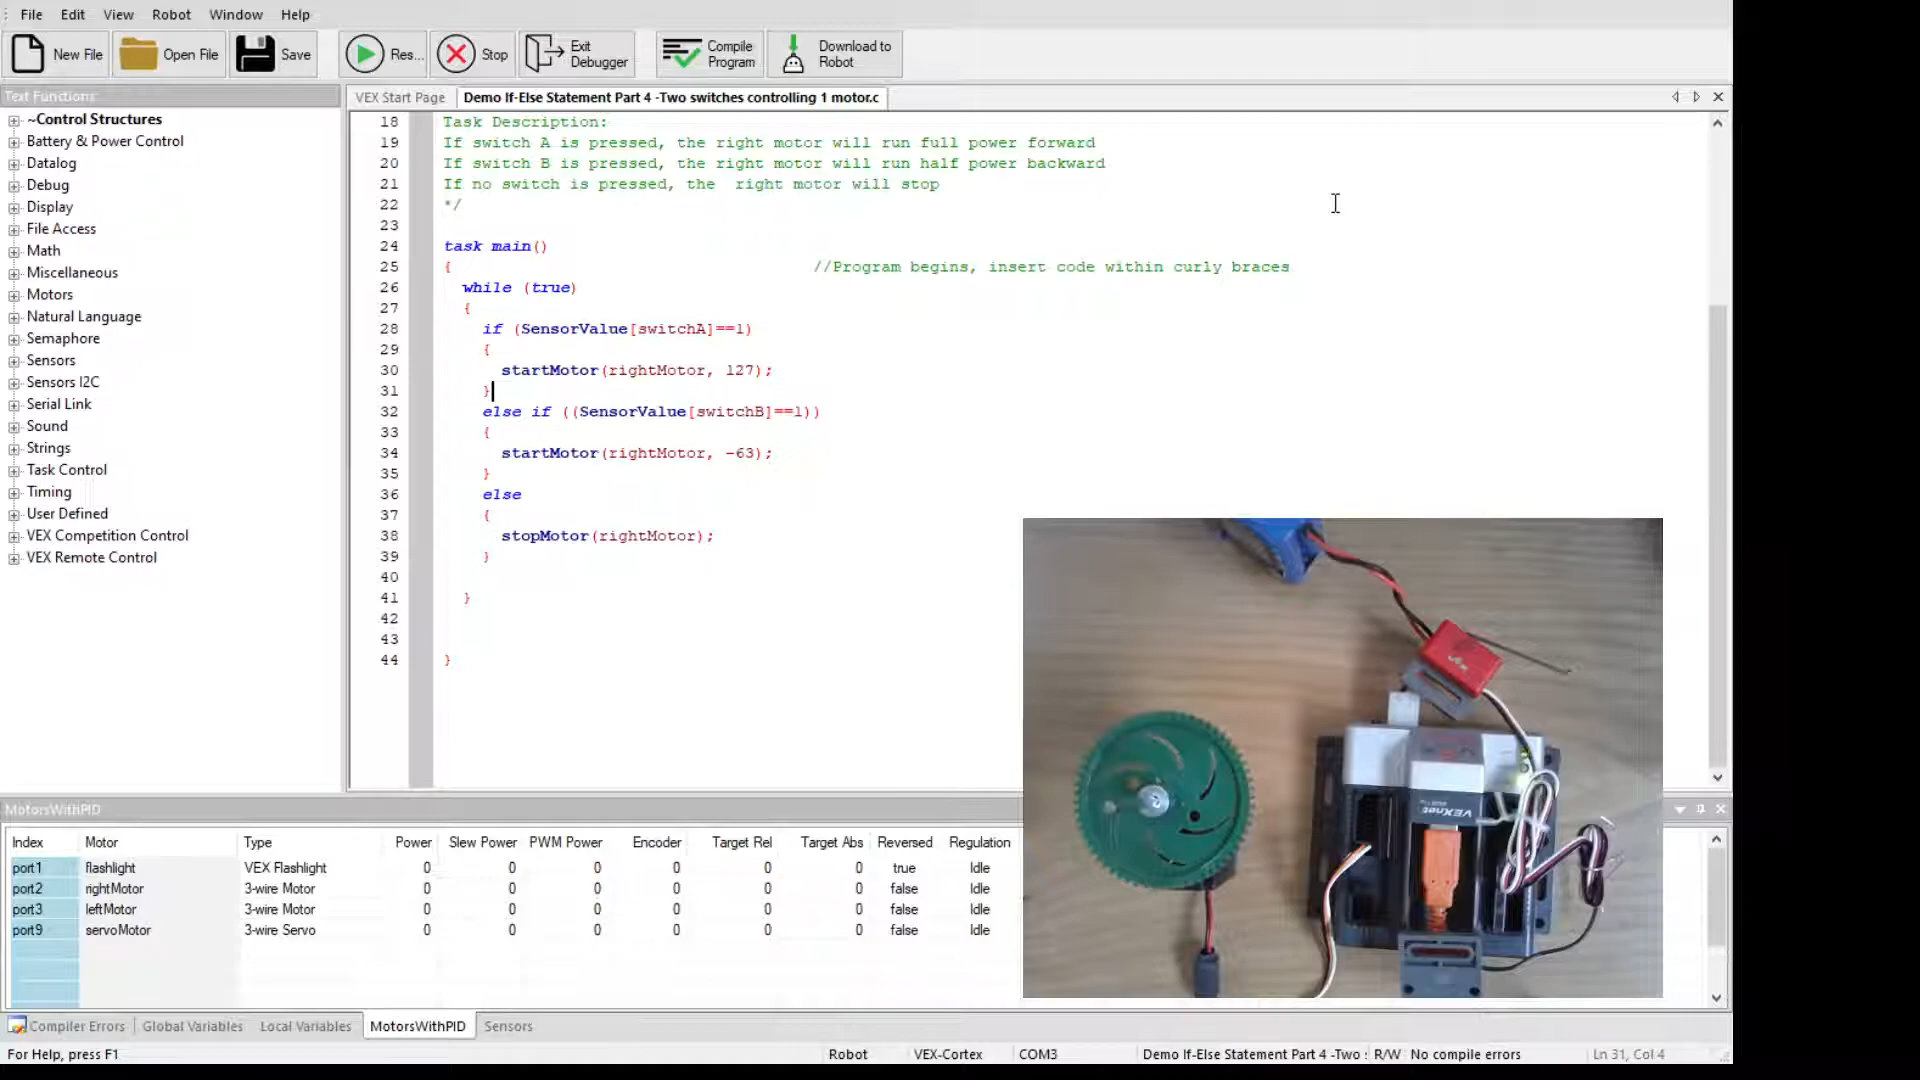 File Edit View Robot Window Help
New File Open File Save Res... Stop Exit Debugger Compile Program Download to Robot
Text Functions
VEX Start Page Demo If-Else Statement Part 4 -Two switches controlling 1 motor.c
~Control Structures
Battery & Power Control
Datalog
Debug
Display
File Access
Math
Miscellaneous
Motors
Natural Language
Semaphore
Sensors
Sensors I2C
Serial Link
Sound
Strings
Task Control
Timing
User Defined
VEX Competition Control
VEX Remote Control
18 Task Description:
19 If switch A is pressed, the right motor will run full power forward
20 If switch B is pressed, the right motor will run half power backward
21 If no switch is pressed, the  right motor will stop
22 */
23
24 task main()
25 { //Program begins, insert code within curly braces
26 while (true)
27 {
28 if (SensorValue[switchA]==1)
29 {
30 startMotor(rightMotor, 127);
31 }
32 else if ((SensorValue[switchB]==1))
33 {
34 startMotor(rightMotor, -63);
35 }
36 else
37 {
38 stopMotor(rightMotor);
39 }
40
41 }
42
43
44 }
VEXnet
MotorsWithPID
Index Motor Type Power Slew Power PWM Power Encoder Target Rel Target Abs Reversed Regulation
port1 flashlight VEX Flashlight 0 0 0 0 0 0 true Idle
port2 rightMotor 3-wire Motor 0 0 0 0 0 0 false Idle
port3 leftMotor 3-wire Motor 0 0 0 0 0 0 false Idle
port9 servoMotor 3-wire Servo 0 0 0 0 0 0 false Idle
Compiler Errors Global Variables Local Variables MotorsWithPID Sensors
For Help, press F1 Robot VEX-Cortex COM3 Demo If-Else Statement Part 4 -Two : R/W No compile errors Ln 31, Col 4